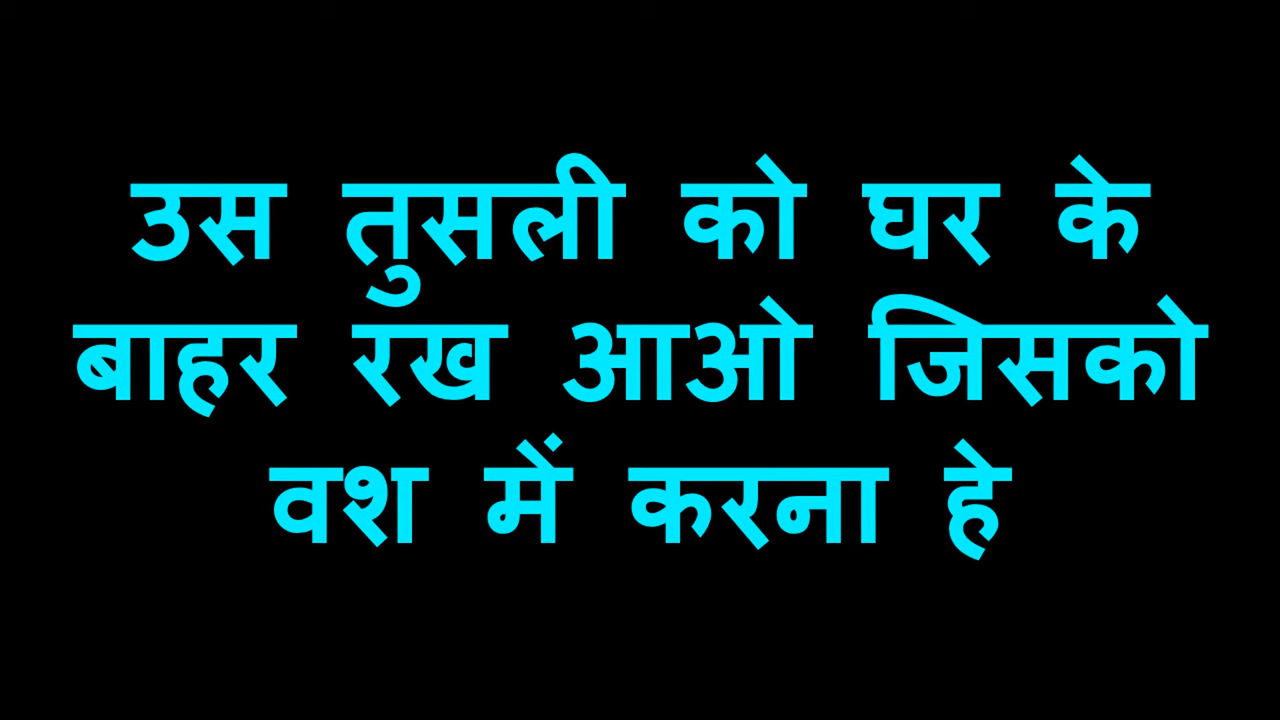 उस तुसली को घर के
बाहर रख आओ जिसको
वश में करना हे